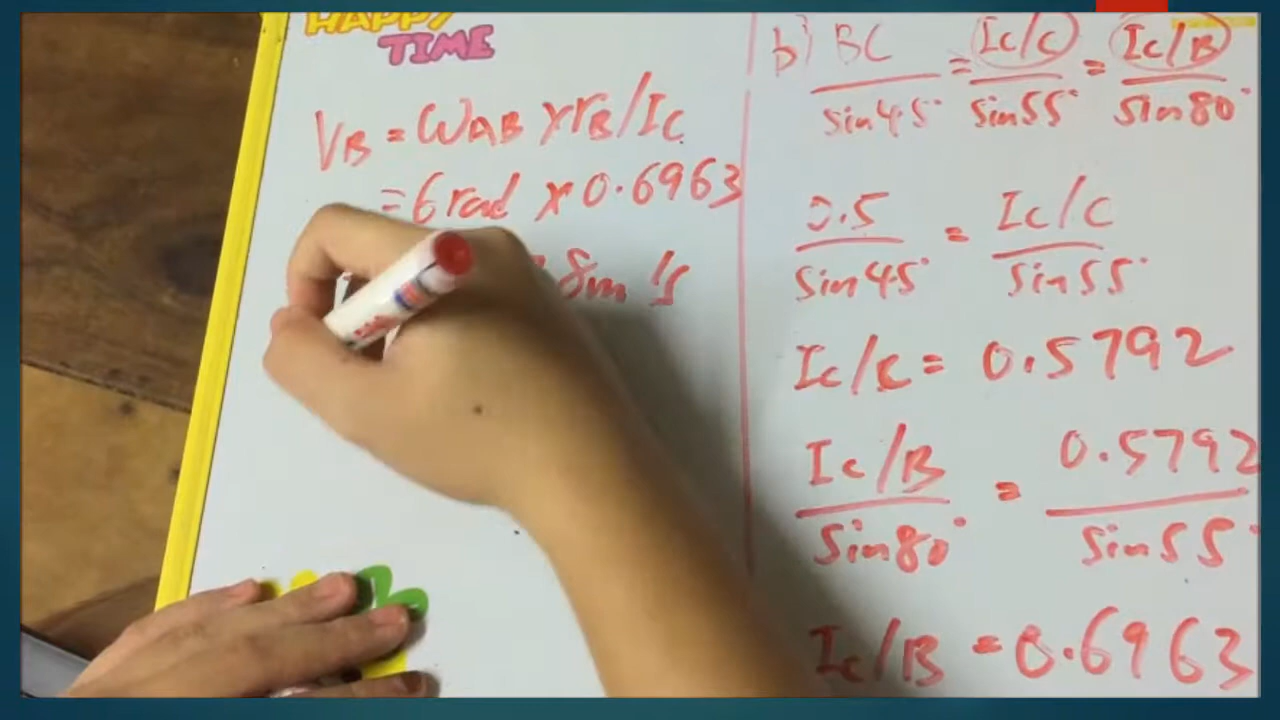 HAPPY
TIME
VB = ωAB x rB/Ic
= 6 rad x 0.6963
8m/s
b) BC / sin45° = Ic/C / sin55° = Ic/B / sin80°
0.5 / sin45° = Ic/C / sin55°
Ic/C = 0.5792
Ic/B / sin80° = 0.5792 / sin55°
Ic/B = 0.6963